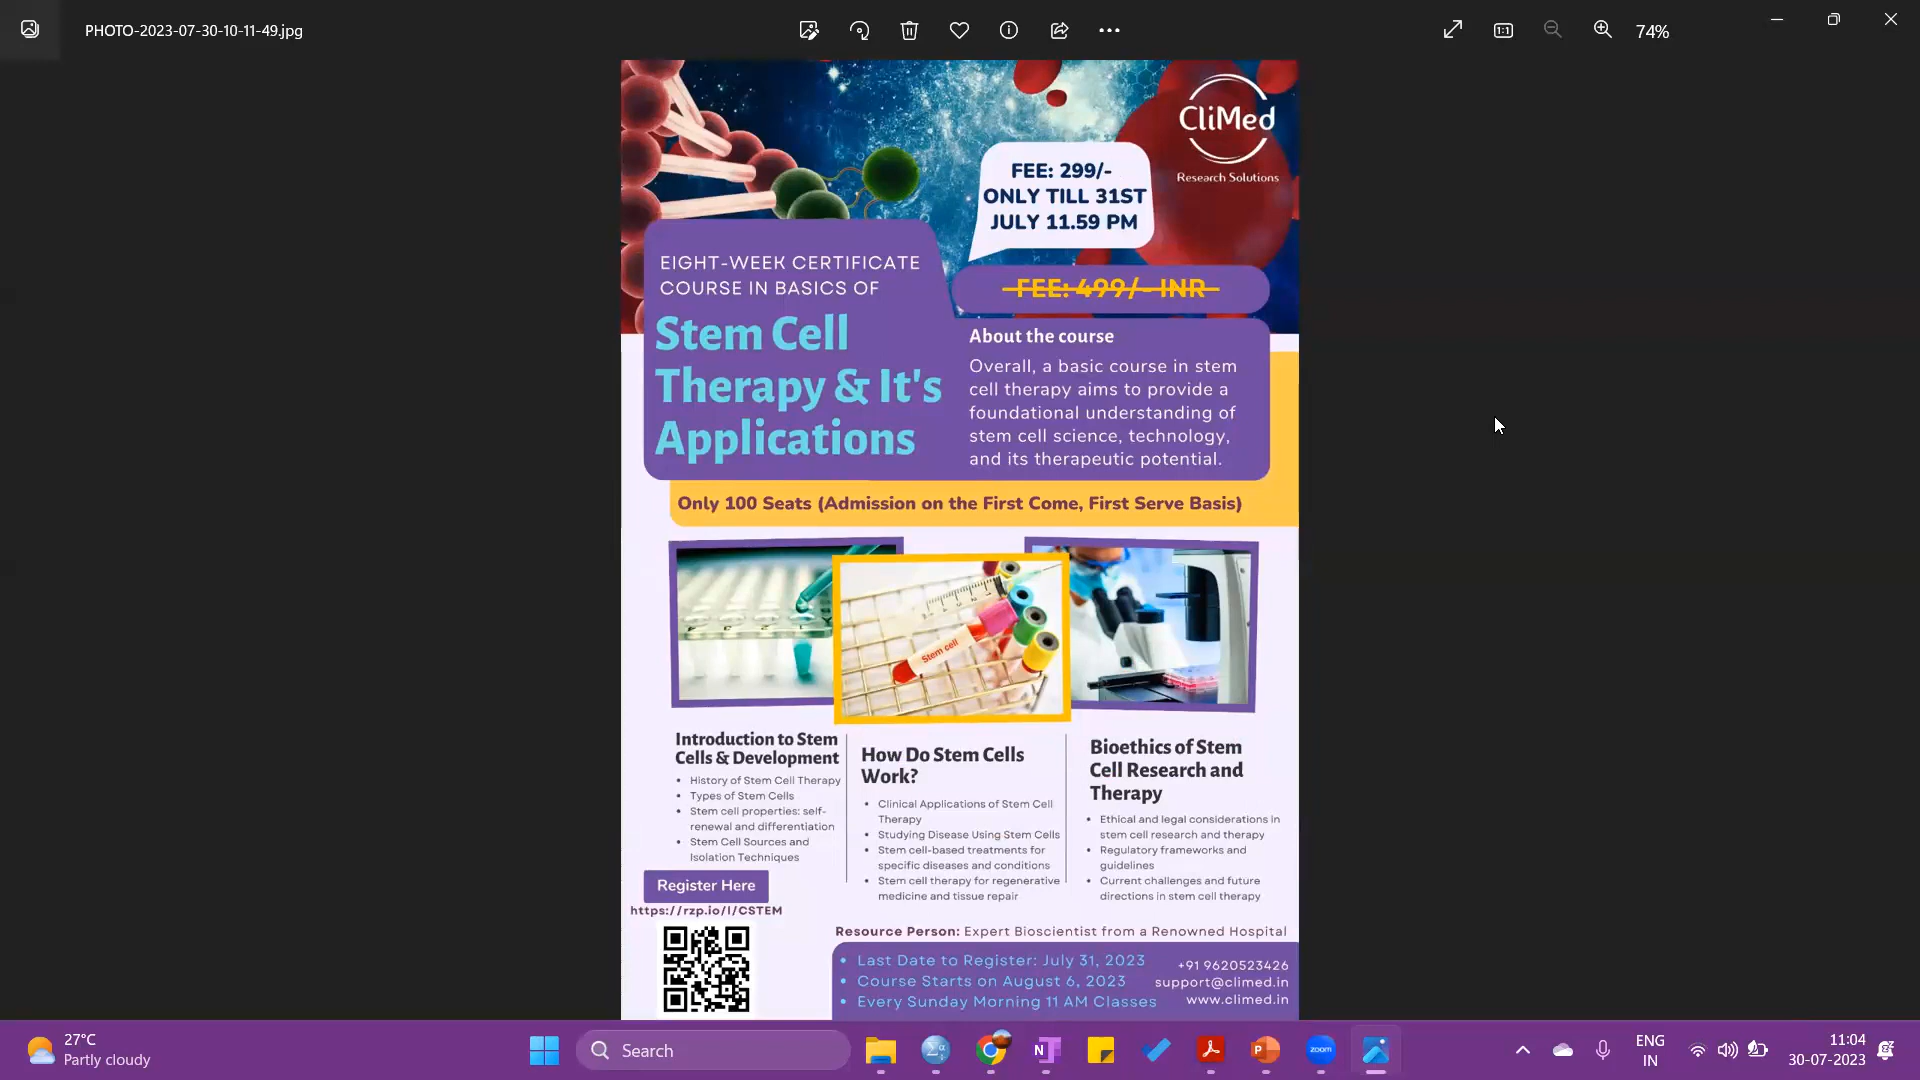 PHOTO-2023-07-30-10-11-49.jpg
74%
CliMed
Research Solutions
FEE: 299/-
ONLY TILL 31ST
JULY 11.59 PM
EIGHT-WEEK CERTIFICATE
COURSE IN BASICS OF
Stem Cell
Therapy & It's
Applications
FEE: 499/- INR
About the course
Overall, a basic course in stem
cell therapy aims to provide a
foundational understanding of
stem cell science, technology,
and its therapeutic potential.
Only 100 Seats (Admission on the First Come, First Serve Basis)
Stem cell
Introduction to Stem
Cells & Development
• History of Stem Cell Therapy
• Types of Stem Cells
• Stem cell properties: self-
renewal and differentiation
• Stem Cell Sources and
Isolation Techniques
How Do Stem Cells
Work?
• Clinical Applications of Stem Cell
Therapy
• Studying Disease Using Stem Cells
• Stem cell-based treatments for
specific diseases and conditions
• Stem cell therapy for regenerative
medicine and tissue repair
Bioethics of Stem
Cell Research and
Therapy
• Ethical and legal considerations in
stem cell research and therapy
• Regulatory frameworks and
guidelines
• Current challenges and future
directions in stem cell therapy
Register Here
https://rzp.io/l/CSTEM
Resource Person: Expert Bioscientist from a Renowned Hospital
• Last Date to Register: July 31, 2023
• Course Starts on August 6, 2023
• Every Sunday Morning 11 AM Classes
+91 9620523426
support@climed.in
www.climed.in
27°C
Partly cloudy
Search
zoom
ENG
IN
11:04
30-07-2023